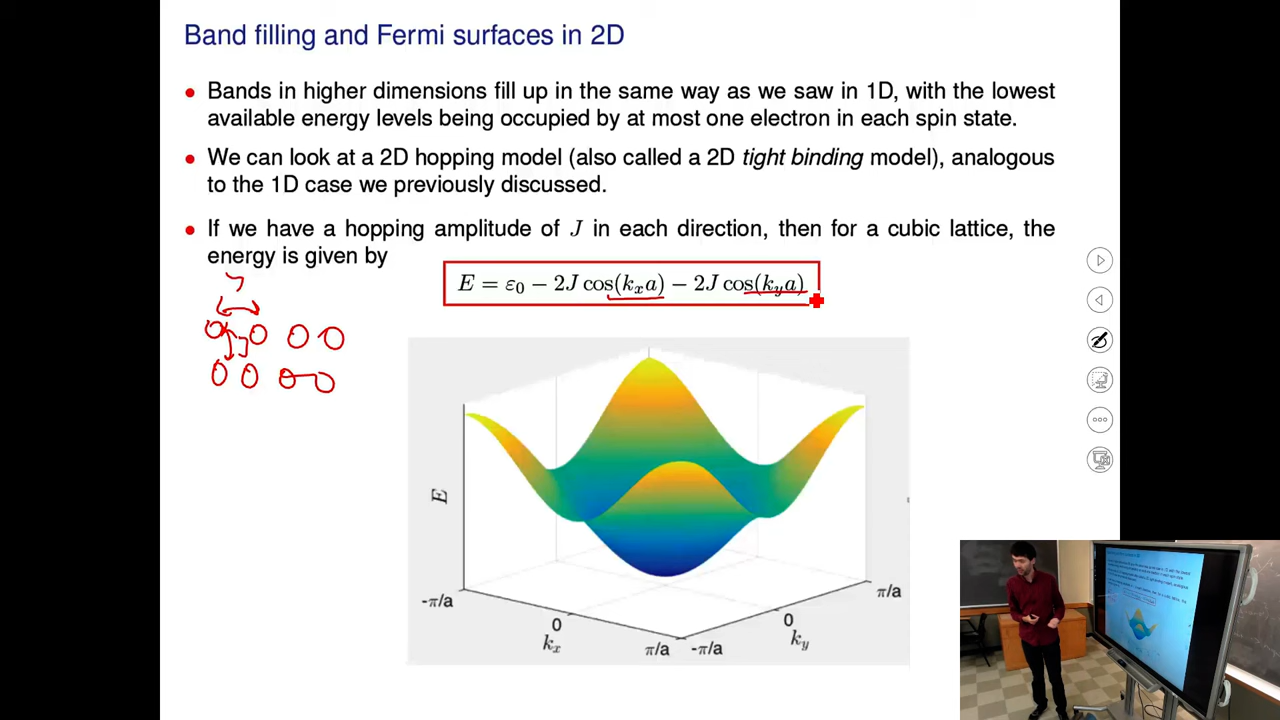 Band filling and Fermi surfaces in 2D
• Bands in higher dimensions fill up in the same way as we saw in 1D, with the lowest
available energy levels being occupied by at most one electron in each spin state.
• We can look at a 2D hopping model (also called a 2D tight binding model), analogous
to the 1D case we previously discussed.
• If we have a hopping amplitude of J in each direction, then for a cubic lattice, the
energy is given by
E = ε₀ − 2J cos(kₓa) − 2J cos(k_y a)
E
-π/a
0
kₓ
π/a
-π/a
0
k_y
π/a